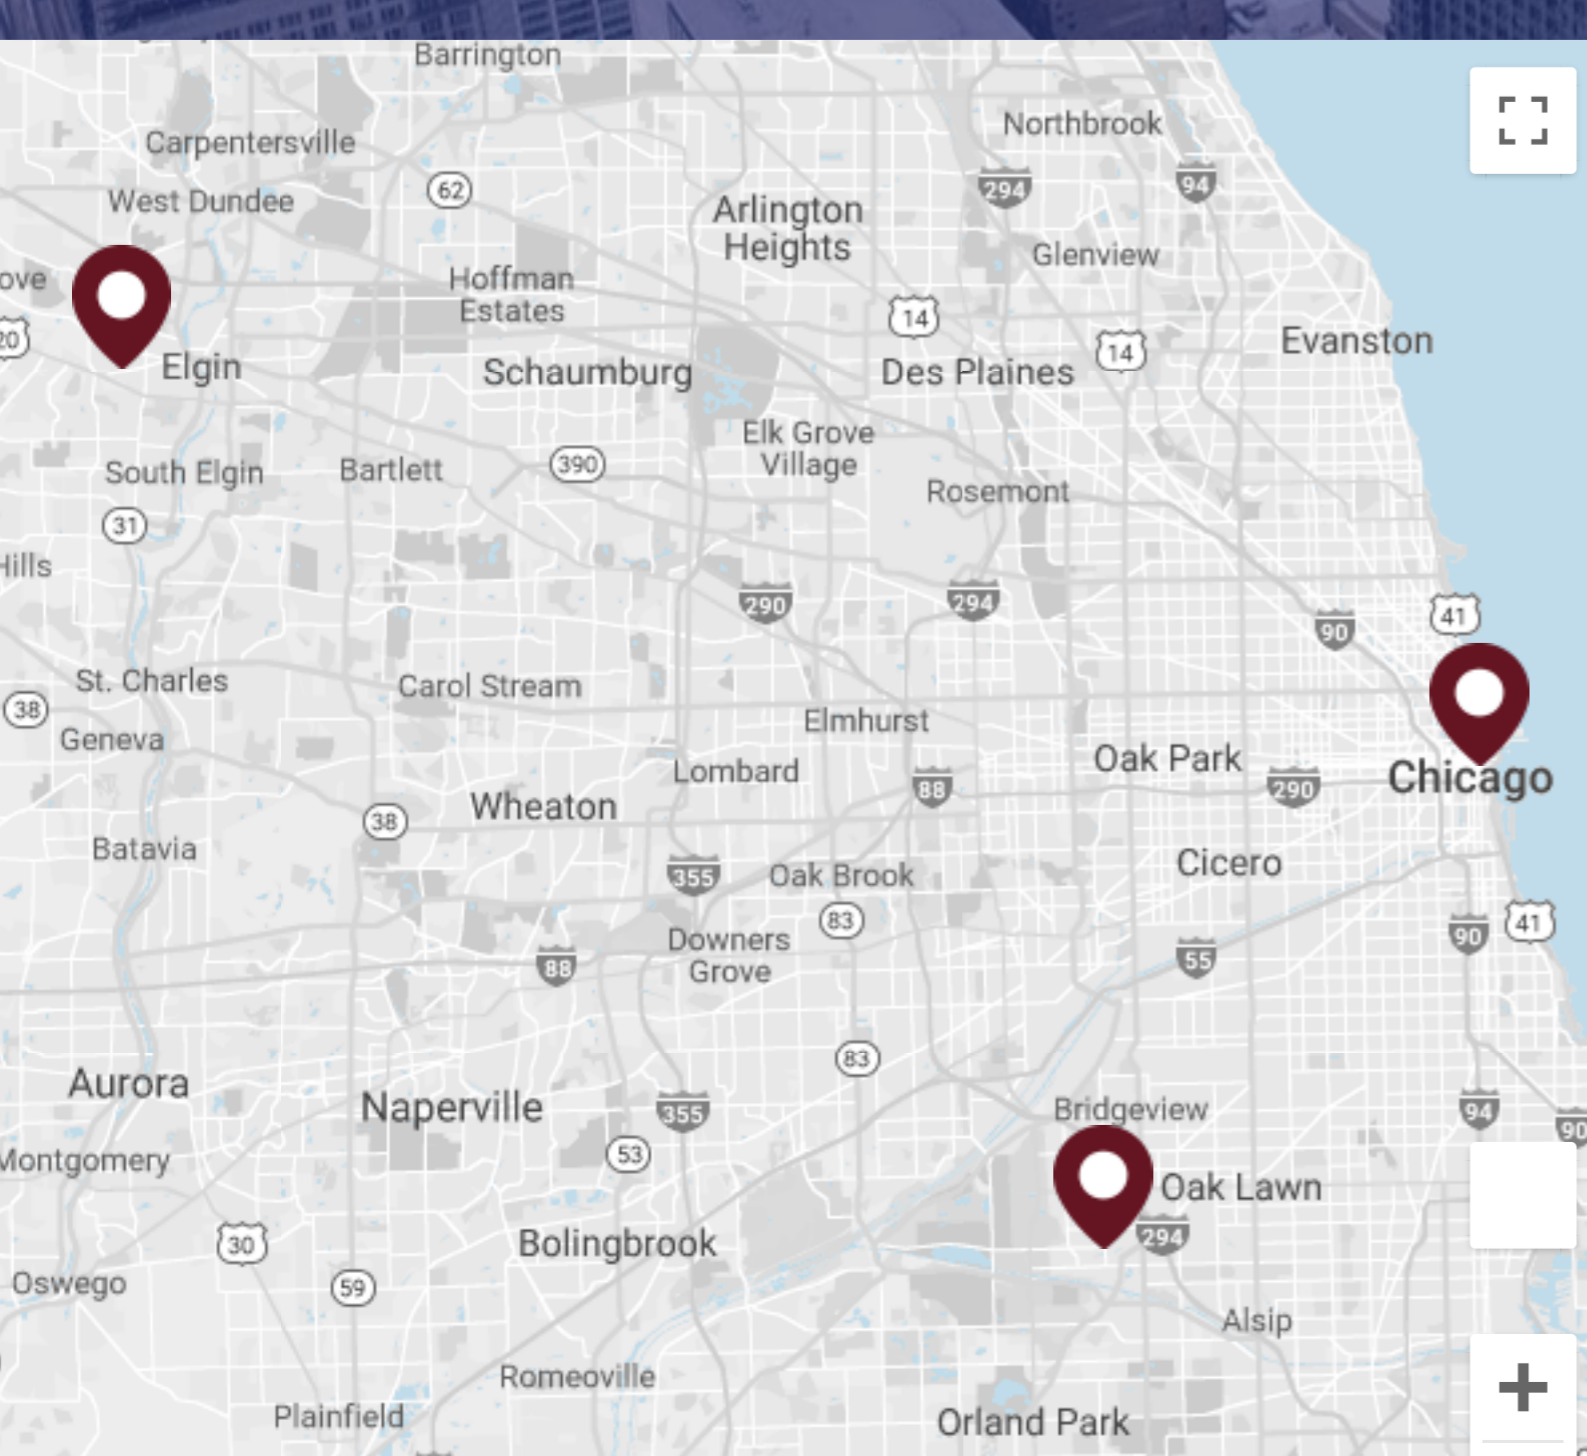 Barrington
Northbrook
Carpentersville
294
94
62
West Dundee
Arlington
Heights
Glenview
ove
Hoffman
Estates
14
20
Evanston
14
Elgin
Schaumburg
Des Plaines
Elk Grove
Village
390
South Elgin
Bartlett
Rosemont
31
Hills
290
294
41
90
St. Charles
Carol Stream
38
Elmhurst
Geneva
Oak Park
Lombard
Chicago
88
290
Wheaton
38
Batavia
Cicero
355
Oak Brook
83
41
90
Downers
Grove
55
88
83
Aurora
Naperville
355
Bridgeview
94
90
53
Montgomery
Oak Lawn
294
30
Bolingbrook
Oswego
59
Alsip
Romeoville
Plainfield
Orland Park